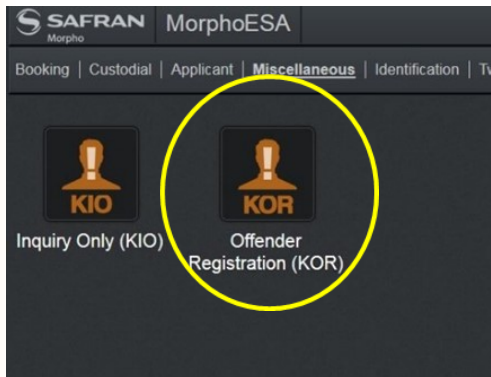 SAFRAN
Morpho
MorphoESA
Booking | Custodial | Applicant | Miscellaneous | Identification |
KIO
KOR
Inquiry Only (KIO)
Offender
Registration (KOR)